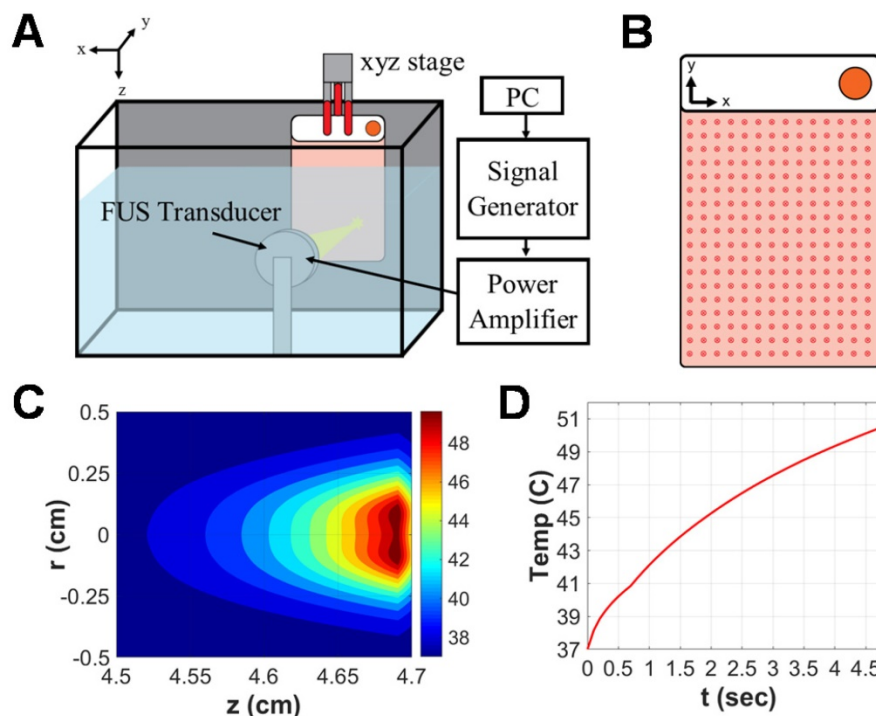 A
y
x
z
xyz stage
PC
Signal
Generator
Power
Amplifier
FUS Transducer
B
y
x
C
0.5
0.25
0
-0.25
-0.5
r (cm)
4.5 4.55 4.6 4.65 4.7
z (cm)
48
46
44
42
40
38
D
51
49
47
45
43
41
39
37
Temp (C)
0 0.5 1 1.5 2 2.5 3 3.5 4 4.5
t (sec)